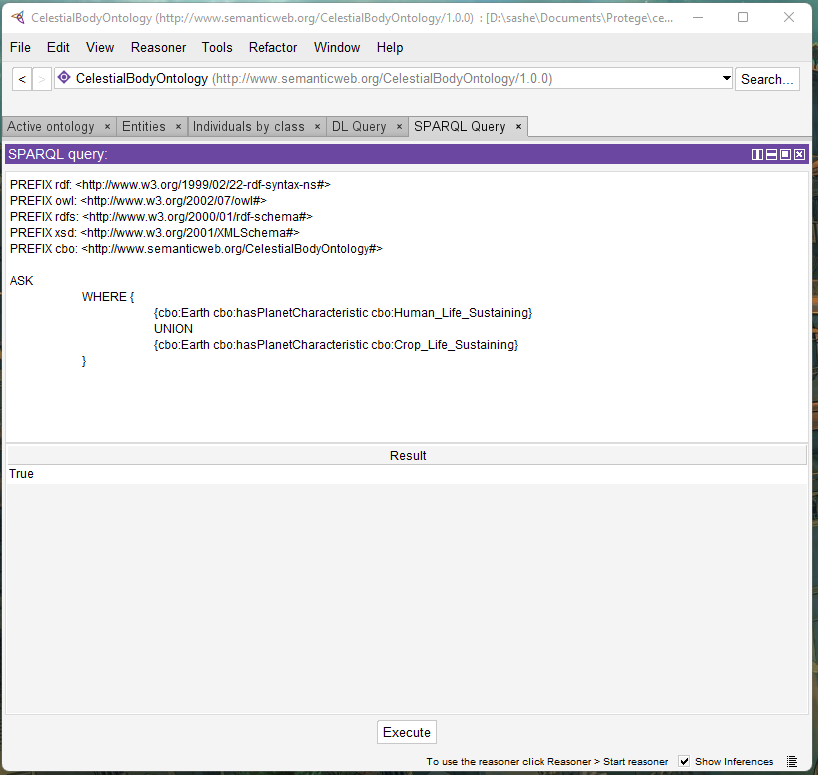 CelestialBodyOntology (http://www.semanticweb.org/CelestialBodyOntology/1.0.0) : [D:\sashe\Documents\Protege\ce...
File Edit View Reasoner Tools Refactor Window Help
< > CelestialBodyOntology (http://www.semanticweb.org/CelestialBodyOntology/1.0.0) Search...
Active ontology × Entities × Individuals by class × DL Query × SPARQL Query ×
SPARQL query:
PREFIX rdf: <http://www.w3.org/1999/02/22-rdf-syntax-ns#>
PREFIX owl: <http://www.w3.org/2002/07/owl#>
PREFIX rdfs: <http://www.w3.org/2000/01/rdf-schema#>
PREFIX xsd: <http://www.w3.org/2001/XMLSchema#>
PREFIX cbo: <http://www.semanticweb.org/CelestialBodyOntology#>
ASK
WHERE {
{cbo:Earth cbo:hasPlanetCharacteristic cbo:Human_Life_Sustaining}
UNION
{cbo:Earth cbo:hasPlanetCharacteristic cbo:Crop_Life_Sustaining}
}
Result
True
Execute
To use the reasoner click Reasoner > Start reasoner Show Inferences